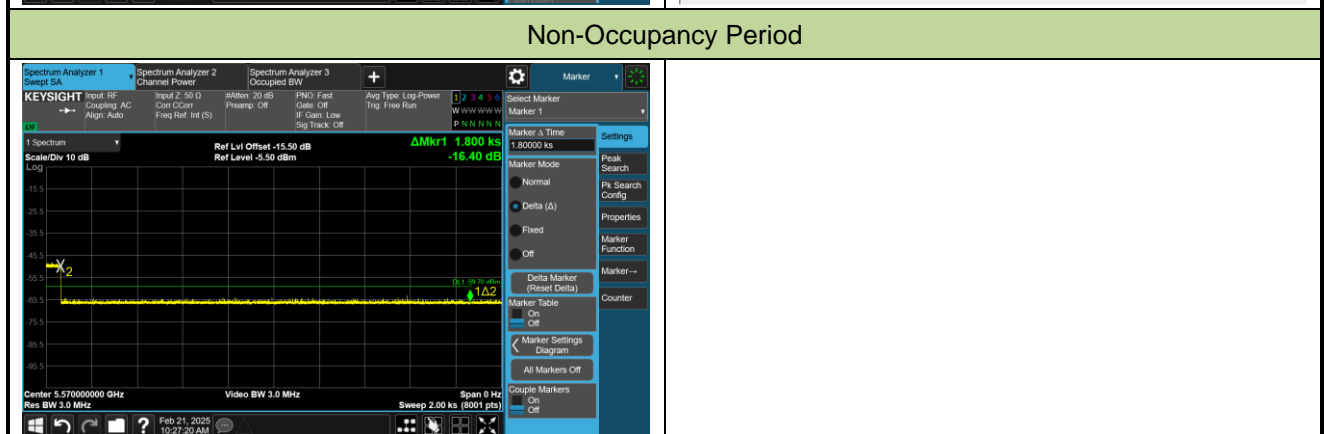 Non-Occupancy Period
Spectrum Analyzer 1
Swept SA
Spectrum Analyzer 2
Channel Power
Spectrum Analyzer 3
Occupied BW
+
Marker
KEYSIGHT
Input: RF
Coupling: AC
Align: Auto
Input Z: 50 Ω
Corr CCorr
Freq Ref: Int (S)
#Atten: 20 dB
Preamp: Off
PNO: Fast
Gate: Off
IF Gain: Low
Sig Track: Off
Avg Type: Log-Power
Trig: Free Run
1 2 3 4 5 6
W W W W W W
P N N N N N
Select Marker
Marker 1
1 Spectrum
Scale/Div 10 dB
Log
Ref Lvl Offset -15.50 dB
Ref Level -5.50 dBm
ΔMkr1 1.800 ks
-16.40 dB
-15.5
-25.5
-35.5
-45.5
-55.5
-65.5
-75.5
-85.5
-95.5
2
DL1 -59.70 dBm
1Δ2
Center 5.570000000 GHz
Res BW 3.0 MHz
Video BW 3.0 MHz
Span 0 Hz
Sweep 2.00 ks (8001 pts)
Marker Δ Time
1.80000 ks
Marker Mode
Normal
Delta (Δ)
Fixed
Off
Delta Marker
(Reset Delta)
Marker Table
On
Off
Marker Settings
Diagram
All Markers Off
Couple Markers
On
Off
Settings
Peak
Search
Pk Search
Config
Properties
Marker
Function
Marker→
Counter
?
Feb 21, 2025
10:27:20 AM